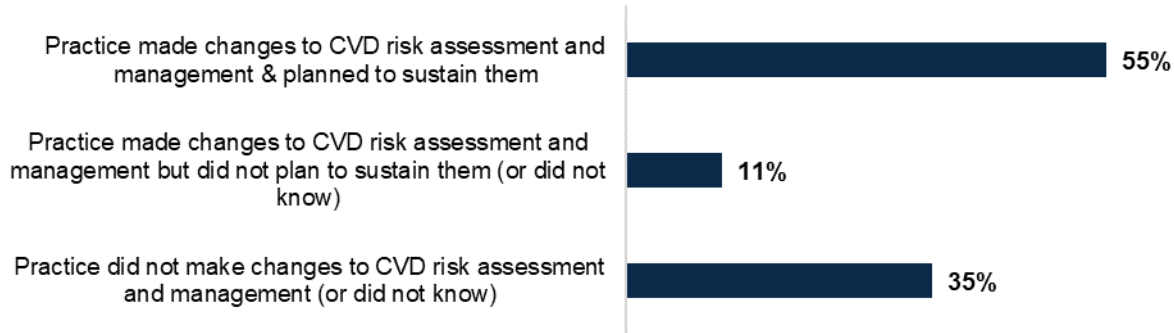 Practice made changes to CVD risk assessment and
management & planned to sustain them
55%
Practice made changes to CVD risk assessment and
management but did not plan to sustain them (or did not
know)
11%
Practice did not make changes to CVD risk assessment
and management (or did not know)
35%